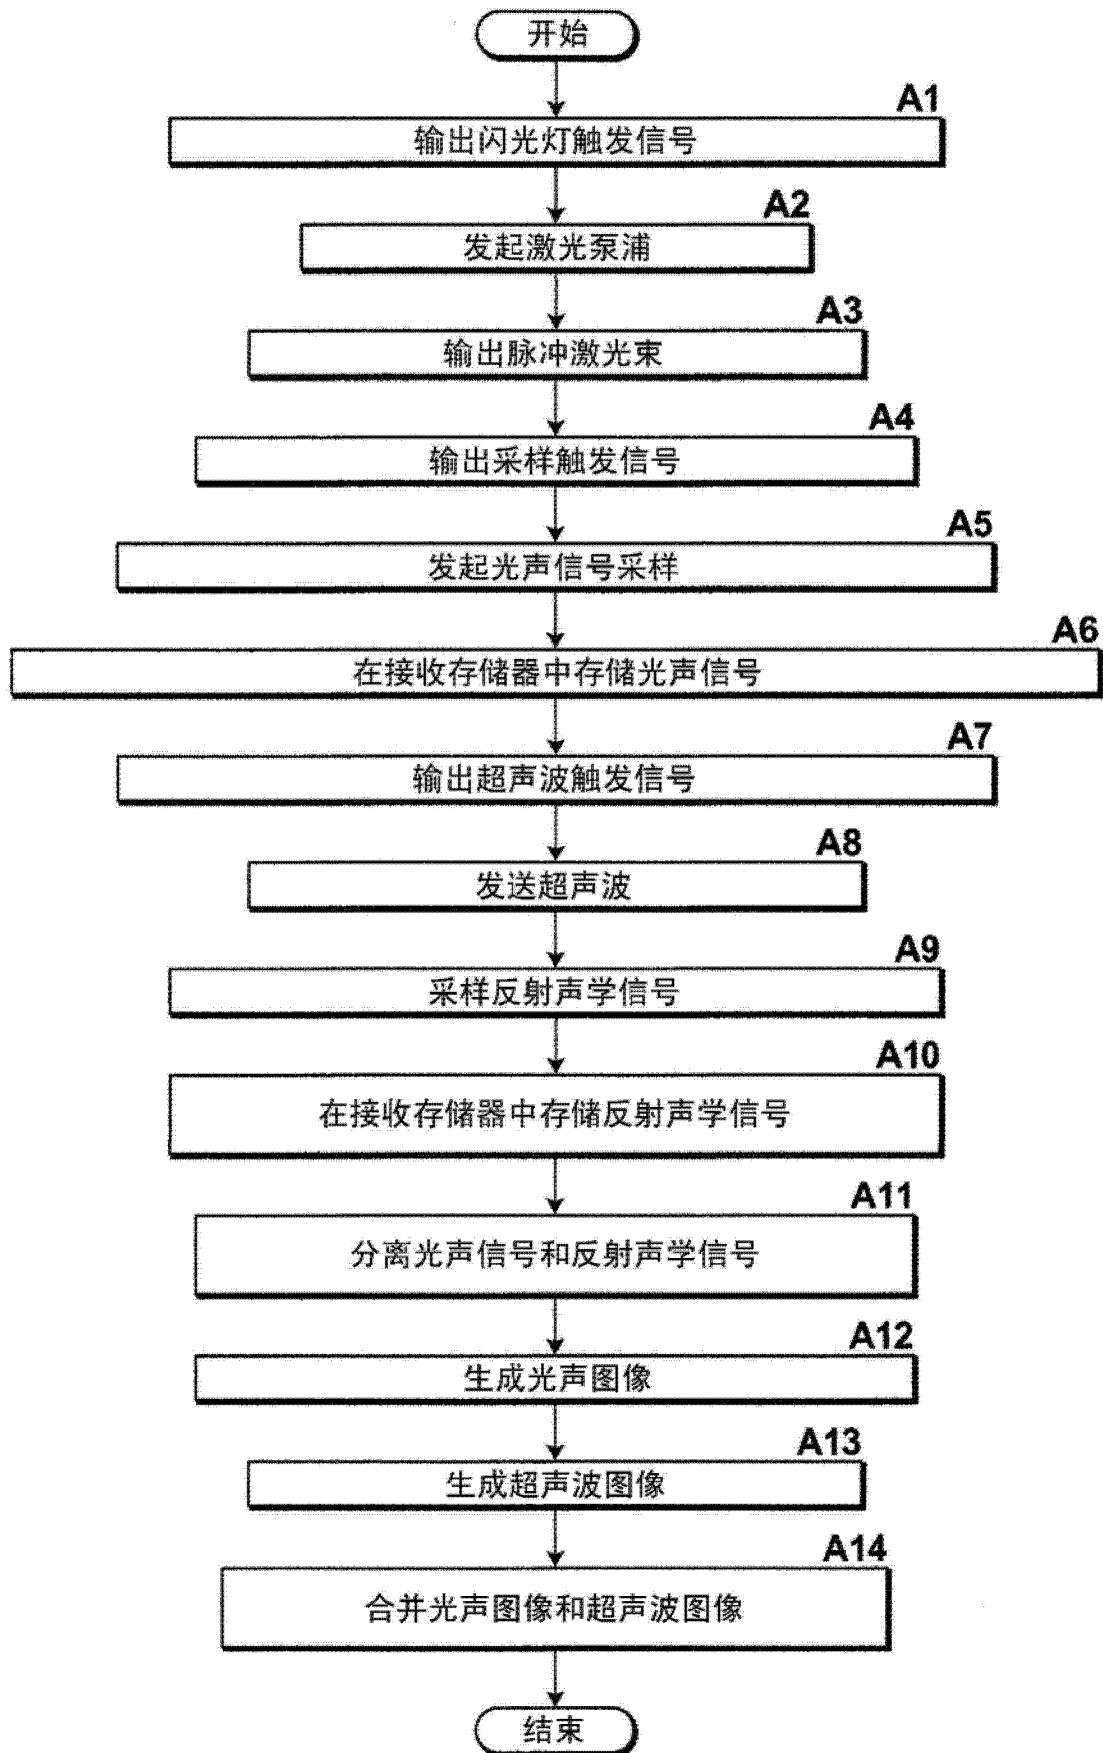 开始
A1
输出闪光灯触发信号
A2
发起激光泵浦
A3
输出脉冲激光束
A4
输出采样触发信号
A5
发起光声信号采样
A6
在接收存储器中存储光声信号
A7
输出超声波触发信号
A8
发送超声波
A9
采样反射声学信号
A10
在接收存储器中存储反射声学信号
A11
分离光声信号和反射声学信号
A12
生成光声图像
A13
生成超声波图像
A14
合并光声图像和超声波图像
结束